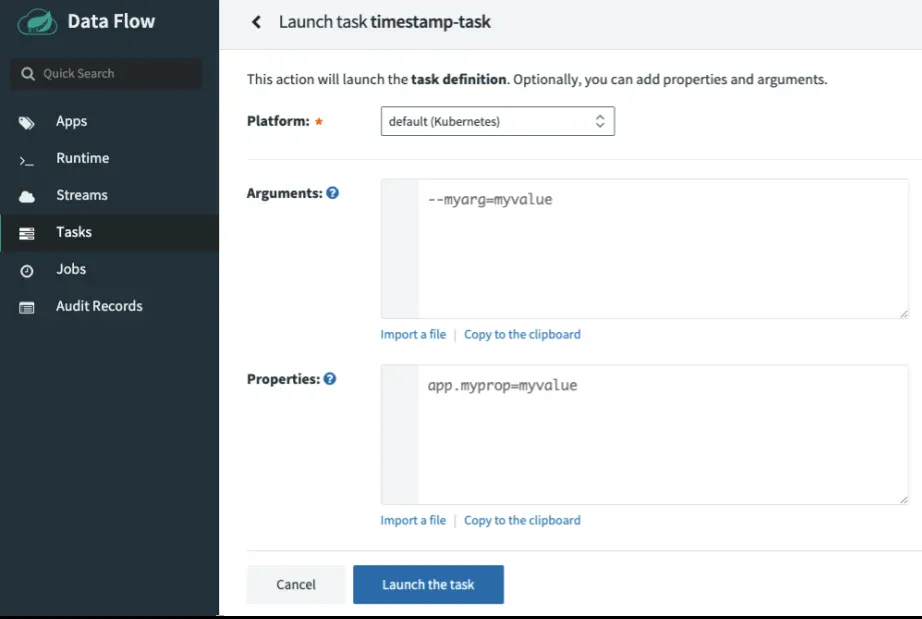 Data Flow
Quick Search
Apps
Runtime
Streams
Tasks
Jobs
Audit Records
Launch task timestamp-task
This action will launch the task definition. Optionally, you can add properties and arguments.
Platform: default (Kubernetes)
Arguments: ? --myarg=myvalue
Import a file | Copy to the clipboard
Properties: ? app.myprop=myvalue
Import a file | Copy to the clipboard
Cancel Launch the task